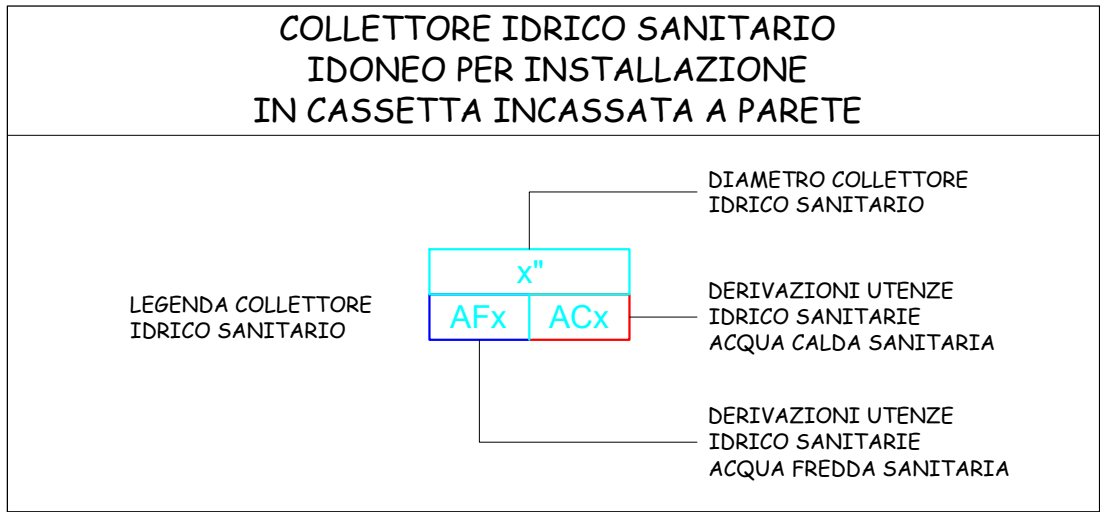 COLLETTORE IDRICO SANITARIO
IDONEO PER INSTALLAZIONE
IN CASSETTA INCASSATA A PARETE
DIAMETRO COLLETTORE
IDRICO SANITARIO
x"
LEGENDA COLLETTORE
IDRICO SANITARIO
AFx ACx
DERIVAZIONI UTENZE
IDRICO SANITARIE
ACQUA CALDA SANITARIA
DERIVAZIONI UTENZE
IDRICO SANITARIE
ACQUA FREDDA SANITARIA